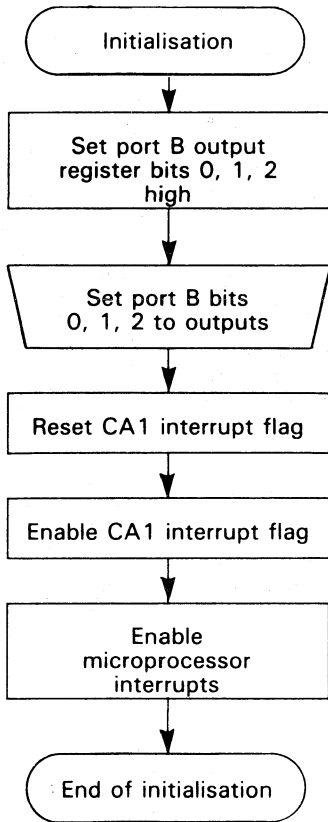 Initialisation
Set port B output
register bits 0, 1, 2
high
Set port B bits
0, 1, 2 to outputs
Reset CA1 interrupt flag
Enable CA1 interrupt flag
Enable
microprocessor
interrupts
End of initialisation